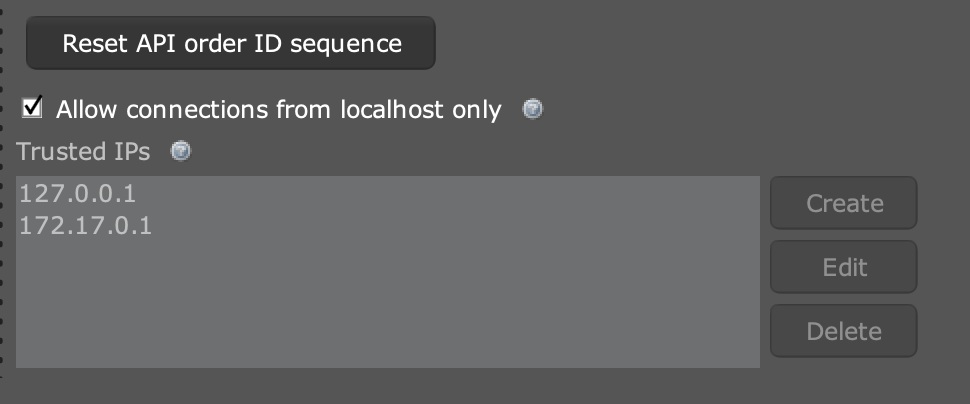 Reset API order ID sequence
Allow connections from localhost only
Trusted IPs
127.0.0.1
172.17.0.1
Create
Edit
Delete